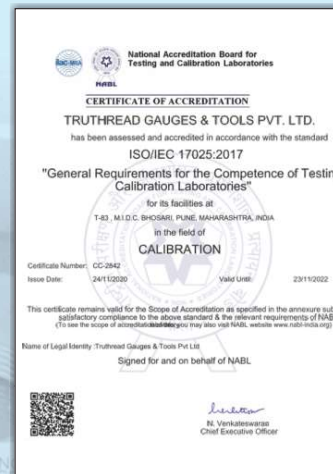 National Accreditation Board for
Testing and Calibration Laboratories
NABL
CERTIFICATE OF ACCREDITATION
TRUTHREAD GAUGES & TOOLS PVT. LTD.
has been assessed and accredited in accordance with the standard
ISO/IEC 17025:2017
"General Requirements for the Competence of Testin
Calibration Laboratories"
for its facilities at
T-83, M.I.D.C. BHOSARI, PUNE, MAHARASHTRA, INDIA
in the field of
CALIBRATION
Certificate Number: CC-2842
Issue Date: 24/11/2020 Valid Until: 23/11/2022
This certificate remains valid for the Scope of Accreditation as specified in the annexure sub
satisfactory compliance to the above standard & the relevant requirements of NAB
(To see the scope of accreditation you may also visit NABL website www.nabl-india.org)
Name of Legal Identity :Truthread Gauges & Tools Pvt Ltd
Signed for and on behalf of NABL
N. Venkateswaran
Chief Executive Officer